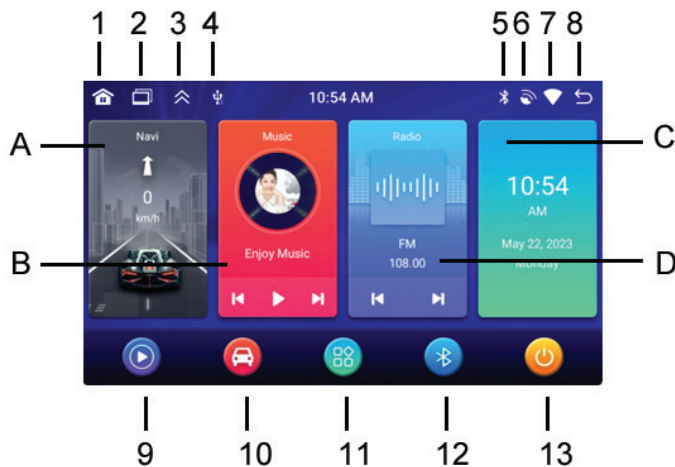 1 2 3 4 5 6 7 8
10:54 AM
A
Navi
0
km/h
Music
Enjoy Music
B
Radio
FM
108.00
D
C
10:54
AM
May 22, 2023
Monday
9 10 11 12 13